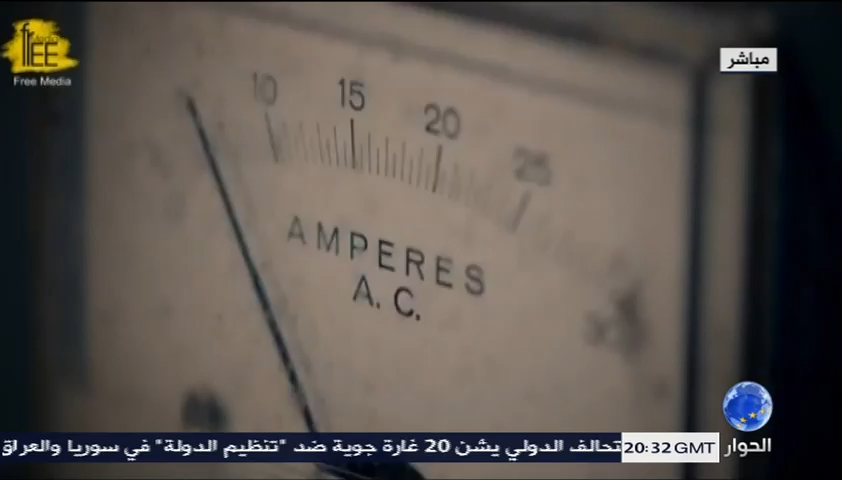 FREE
Free Media
مباشر
10 15 20 25
AMPERES
A. C.
الحوار
20:32 GMT تحالف الدولي يشن 20 غارة جوية ضد "تنظيم الدولة" في سوريا والعراق